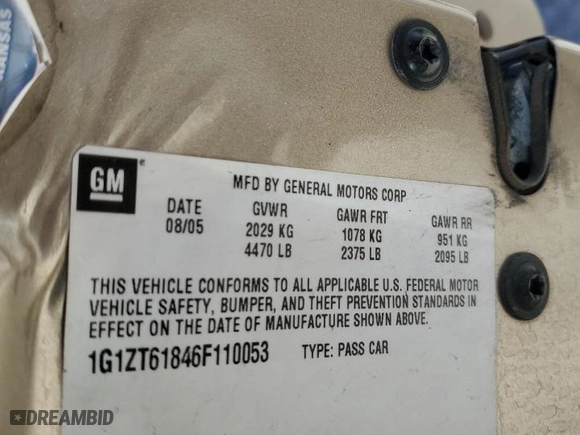 KANSAS
GM
MFD BY GENERAL MOTORS CORP
DATE GVWR GAWR FRT GAWR RR
08/05 2029 KG 1078 KG 951 KG
4470 LB 2375 LB 2095 LB
THIS VEHICLE CONFORMS TO ALL APPLICABLE U.S. FEDERAL MOTOR
VEHICLE SAFETY, BUMPER, AND THEFT PREVENTION STANDARDS IN
EFFECT ON THE DATE OF MANUFACTURE SHOWN ABOVE.
1G1ZT61846F110053 TYPE: PASS CAR
DREAMBID